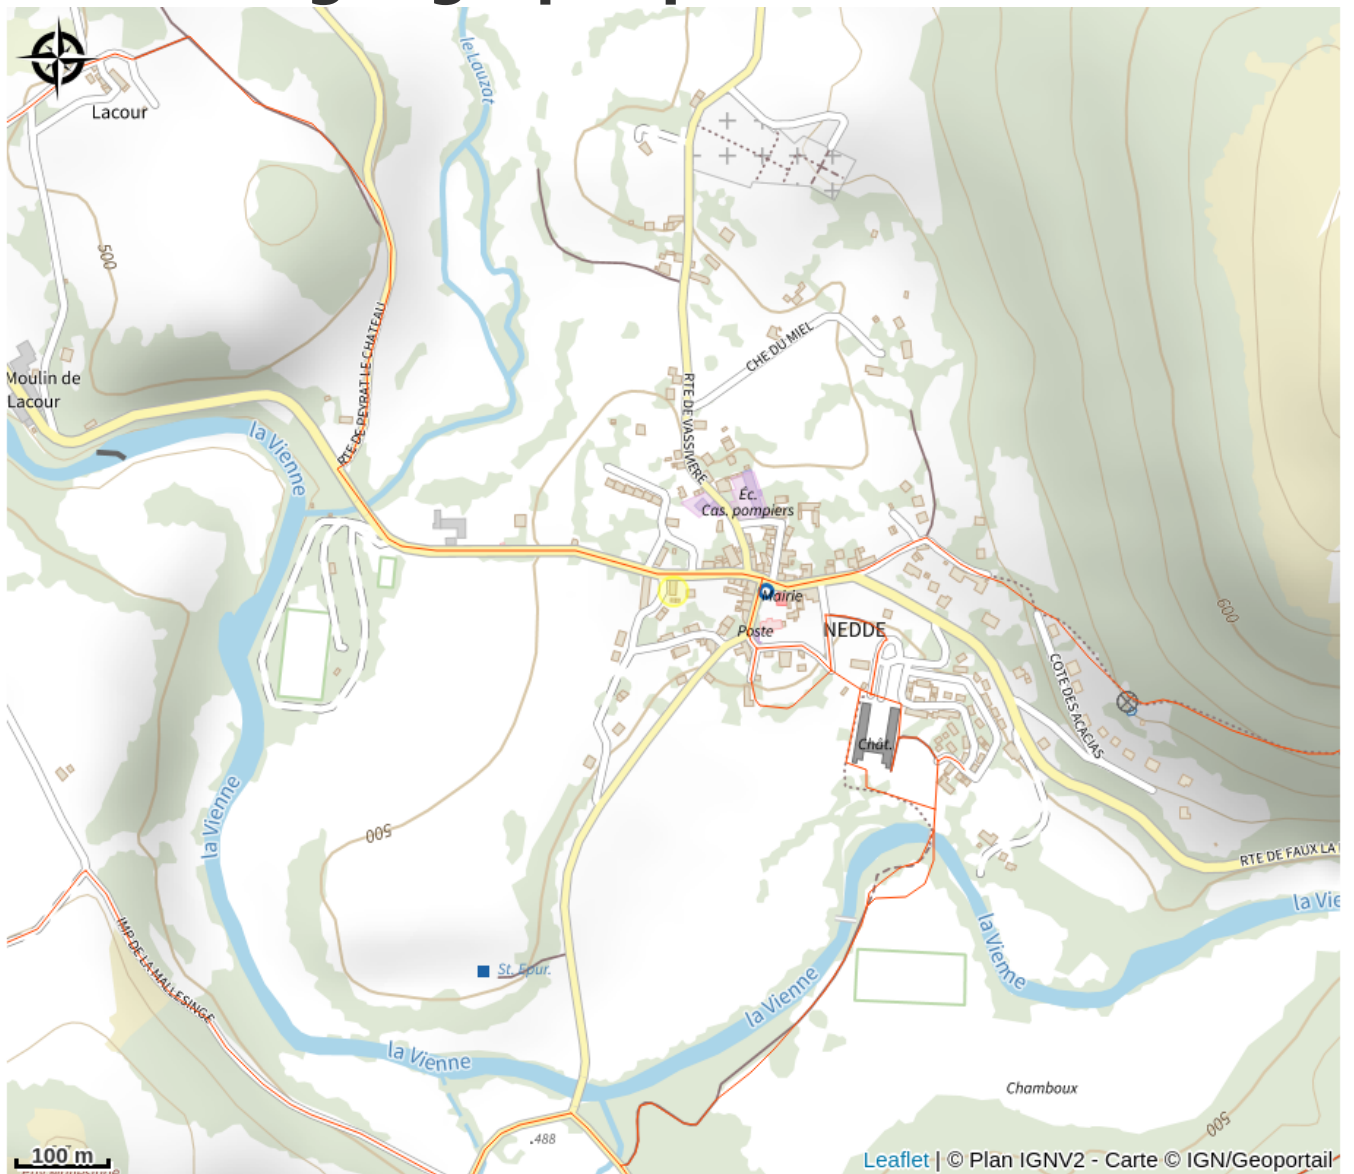 le Lauzat
Lacour
500
RTE DE PEYRAT LE CHATEAU
CHE DU MIEL
Moulin de
Lacour
RTE DE VASSIVIERE
la Vienne
Éc.
Cas. pompiers
Mairie
Poste
NEDDE
600
COTE DES ACACIAS
Chât.
la Vienne
500
RTE DE FAUX LA
la Vie
IMP DE LA MALLESINGE
St. Epur.
la Vienne
la Vienne
la Vienne
Chamboux
500
.488
100 m
Leaflet | © Plan IGNV2 - Carte © IGN/Geoportail